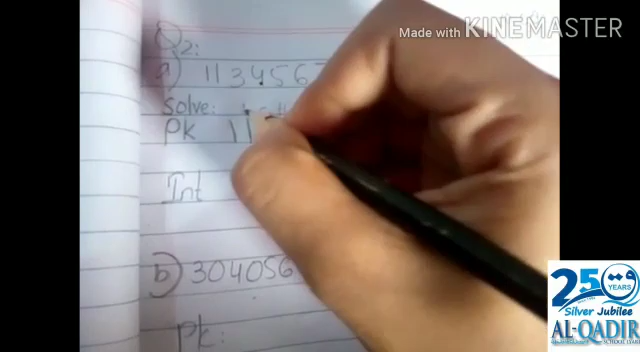 Made with KINEMASTER
Q2:
a) 1134567
Solve:
PK 11
Int
b) 304056
PK:
25
YEARS
Silver Jubilee
AL-QADIR